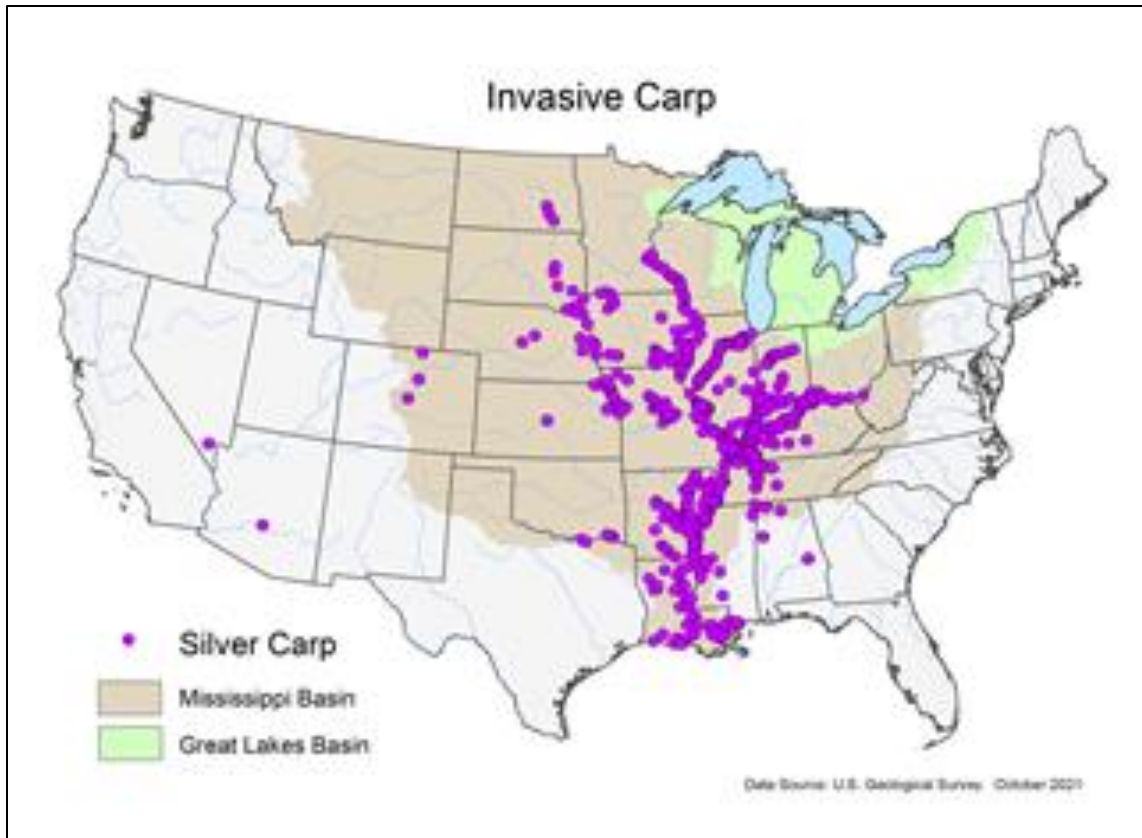 Invasive Carp
Silver Carp
Mississippi Basin
Great Lakes Basin
Data Source: U.S. Geological Survey. October 2021